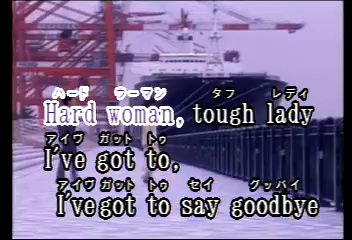 ハード ラーマン タフ レディ
Hard woman, tough lady
アイヴ ガット トゥ
I've got to,
アイヴ ガット トゥ セイ グッバイ
I've got to say goodbye